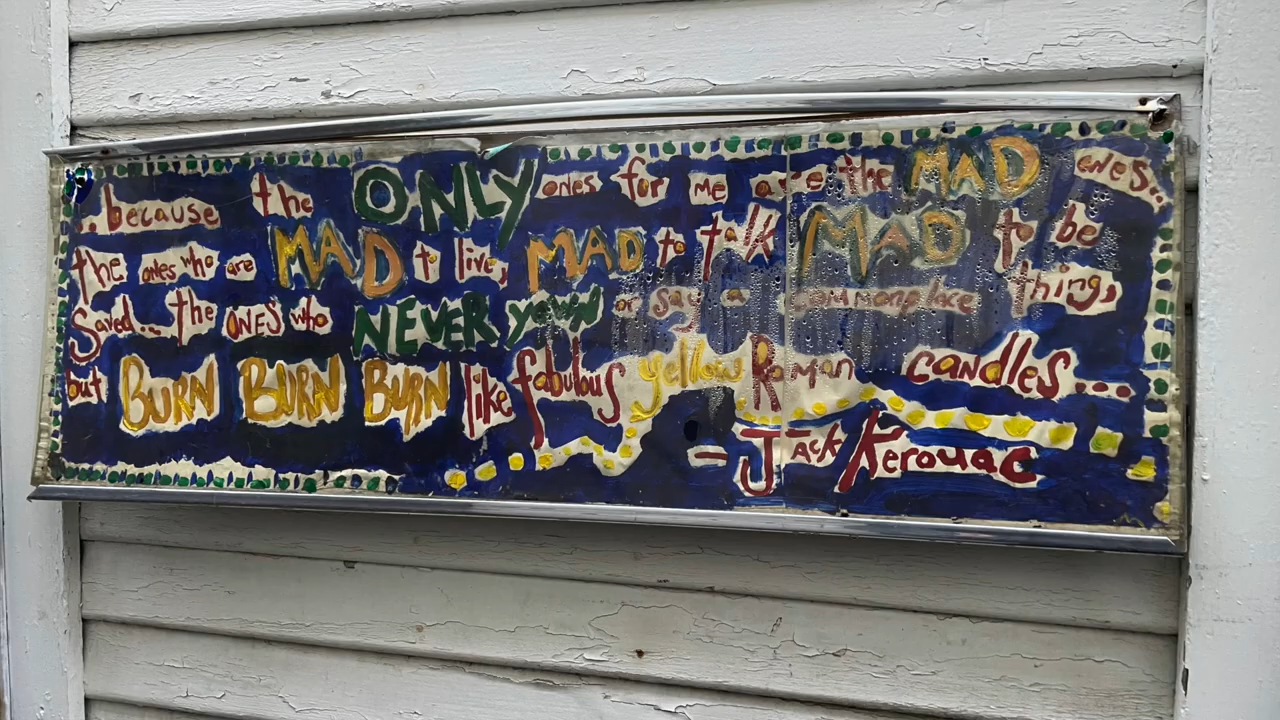 ..because the ONLY ones for me are the MAD ones..
the ones who are MAD to live, MAD to talk MAD to be
Saved... the ONES who NEVER yawn or say a commonplace thing,
but BURN BURN BURN like fabulous yellow Roman candles....
- Jack Kerouac